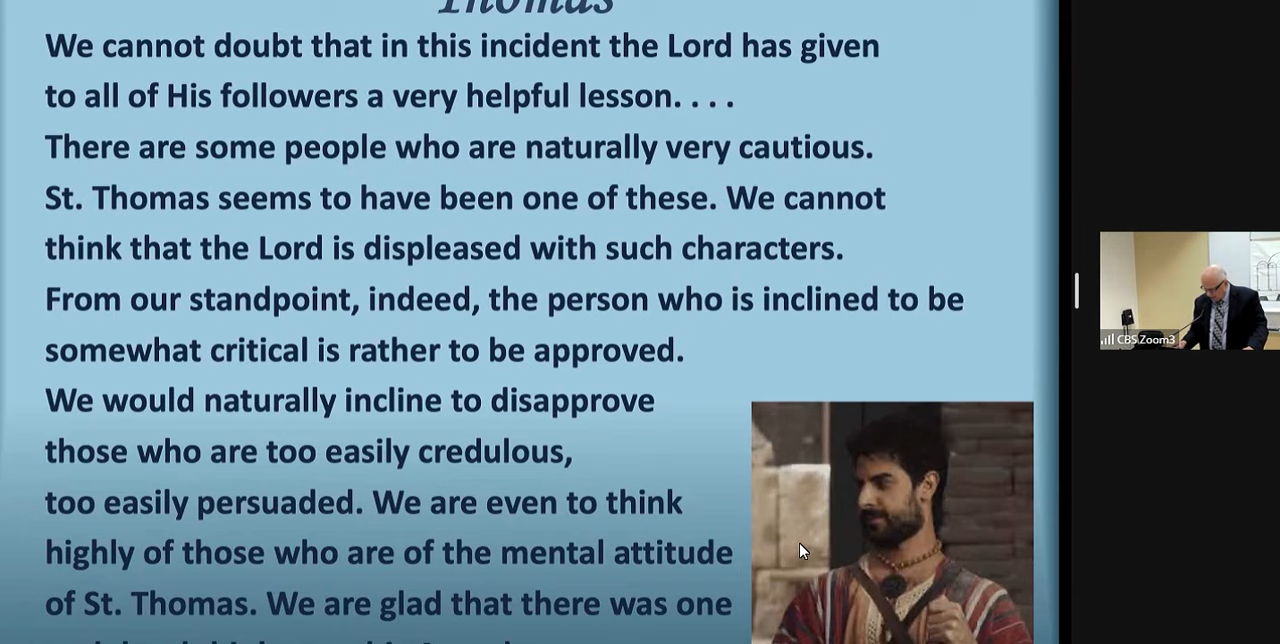 Thomas
We cannot doubt that in this incident the Lord has given
to all of His followers a very helpful lesson. . . .
There are some people who are naturally very cautious.
St. Thomas seems to have been one of these. We cannot
think that the Lord is displeased with such characters.
From our standpoint, indeed, the person who is inclined to be
somewhat critical is rather to be approved.
We would naturally incline to disapprove
those who are too easily credulous,
too easily persuaded. We are even to think
highly of those who are of the mental attitude
of St. Thomas. We are glad that there was one
CBS Zoom3